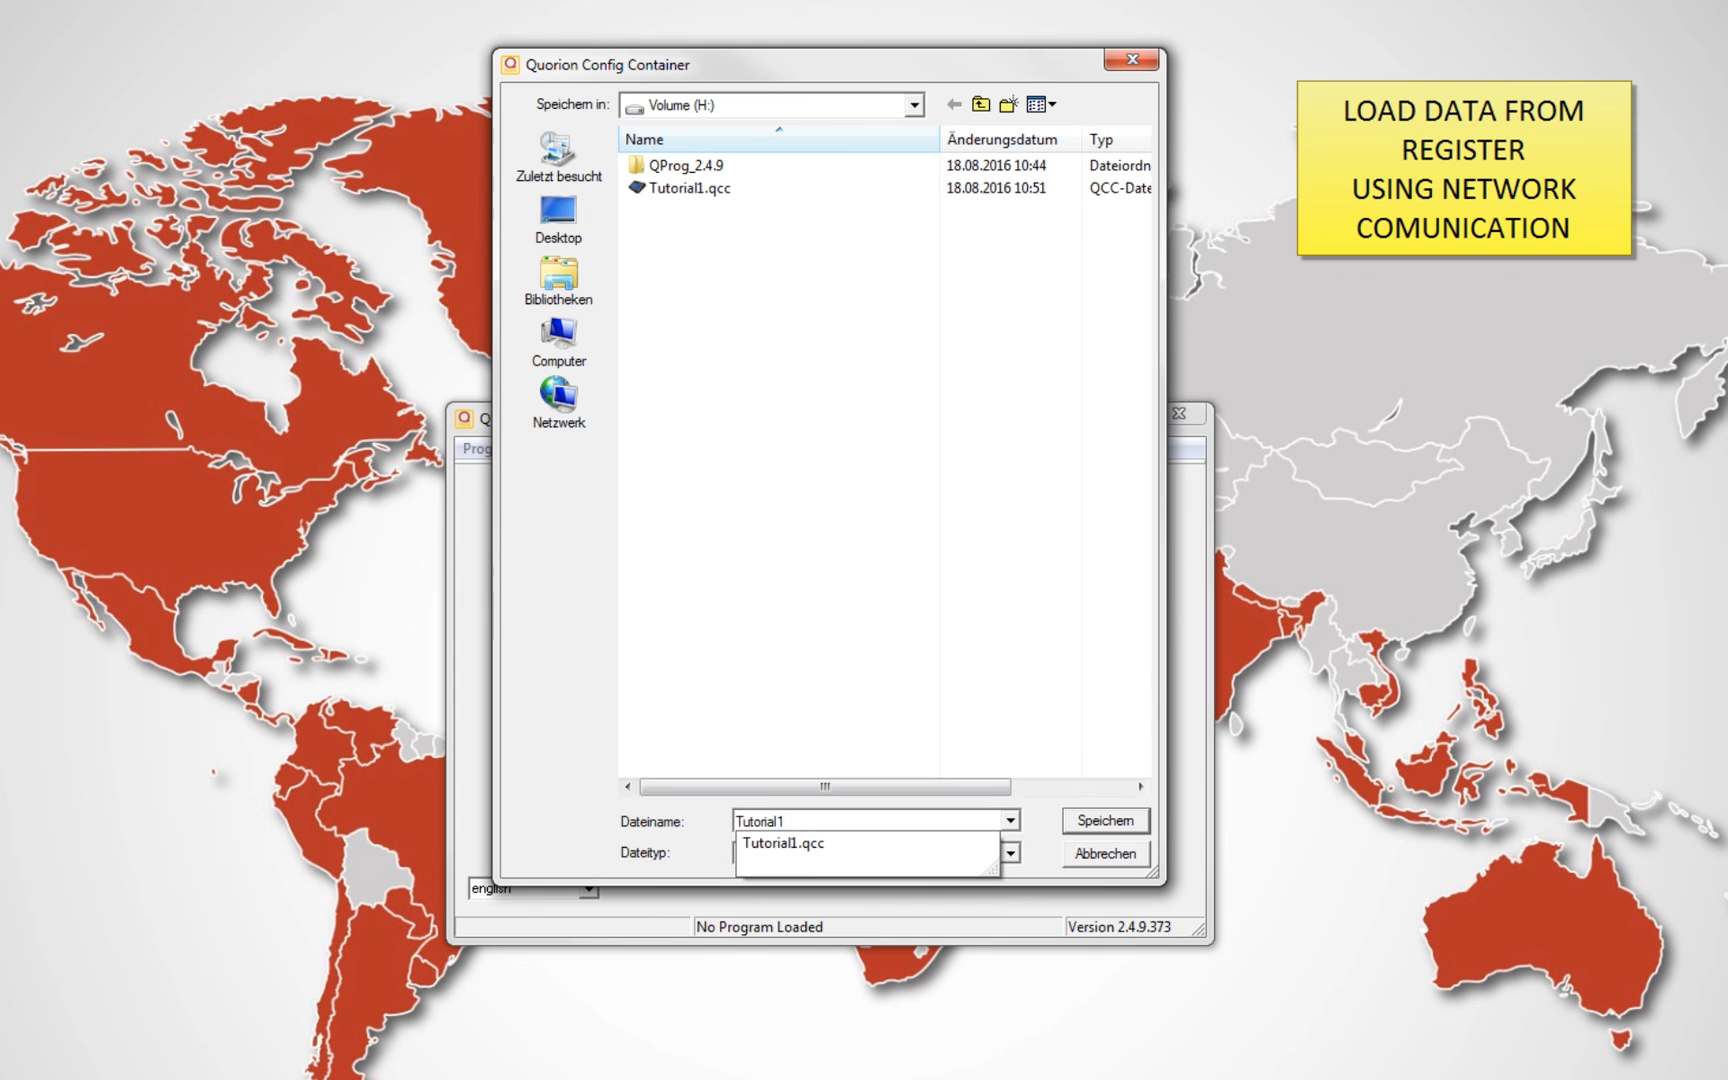 Quorion Config Container
Speichern in:
Volume (H:)
Name
Änderungsdatum
Typ
QProg_2.4.9
18.08.2016 10:44
Dateiordn
Tutorial1.qcc
18.08.2016 10:51
QCC-Date
Zuletzt besucht
Desktop
Bibliotheken
Computer
Netzwerk
Dateiname:
Tutorial1
Speichern
Tutorial1.qcc
Dateityp:
Abbrechen
Q
Prog
english
No Program Loaded
Version 2.4.9.373
LOAD DATA FROM
REGISTER
USING NETWORK
COMUNICATION